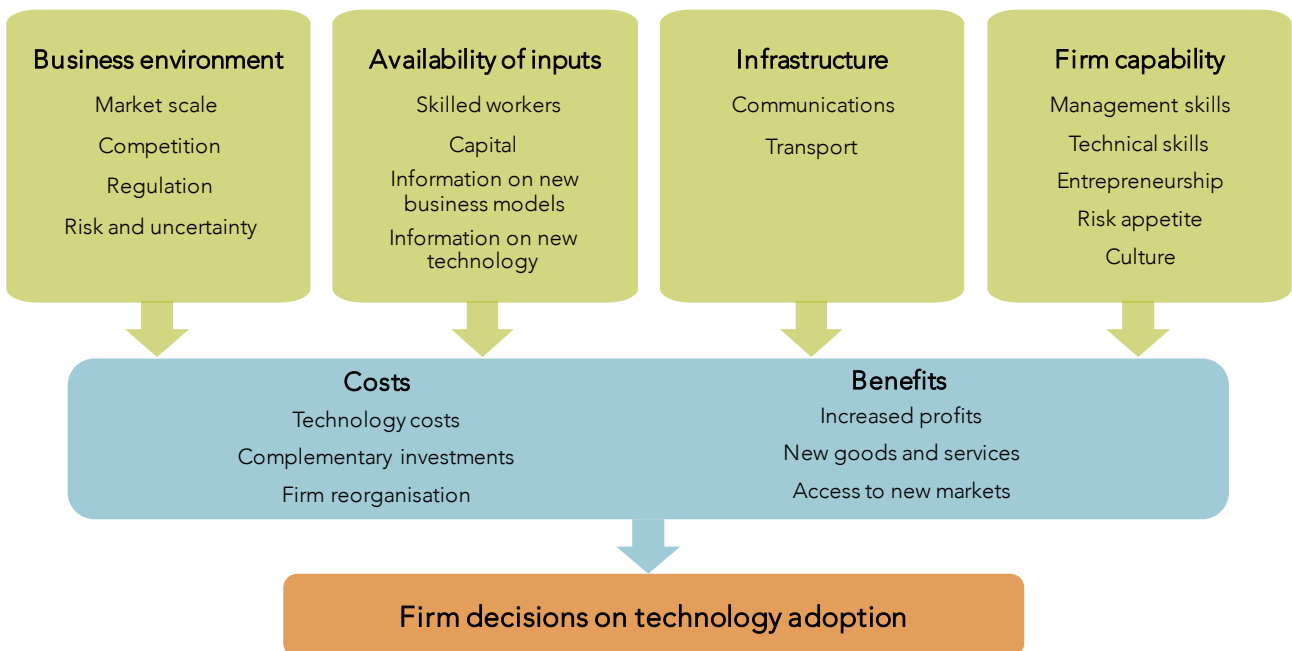 Business environment
Market scale
Competition
Regulation
Risk and uncertainty
Availability of inputs
Skilled workers
Capital
Information on new
business models
Information on new
technology
Infrastructure
Communications
Transport
Firm capability
Management skills
Technical skills
Entrepreneurship
Risk appetite
Culture
Costs
Technology costs
Complementary investments
Firm reorganisation
Benefits
Increased profits
New goods and services
Access to new markets
Firm decisions on technology adoption